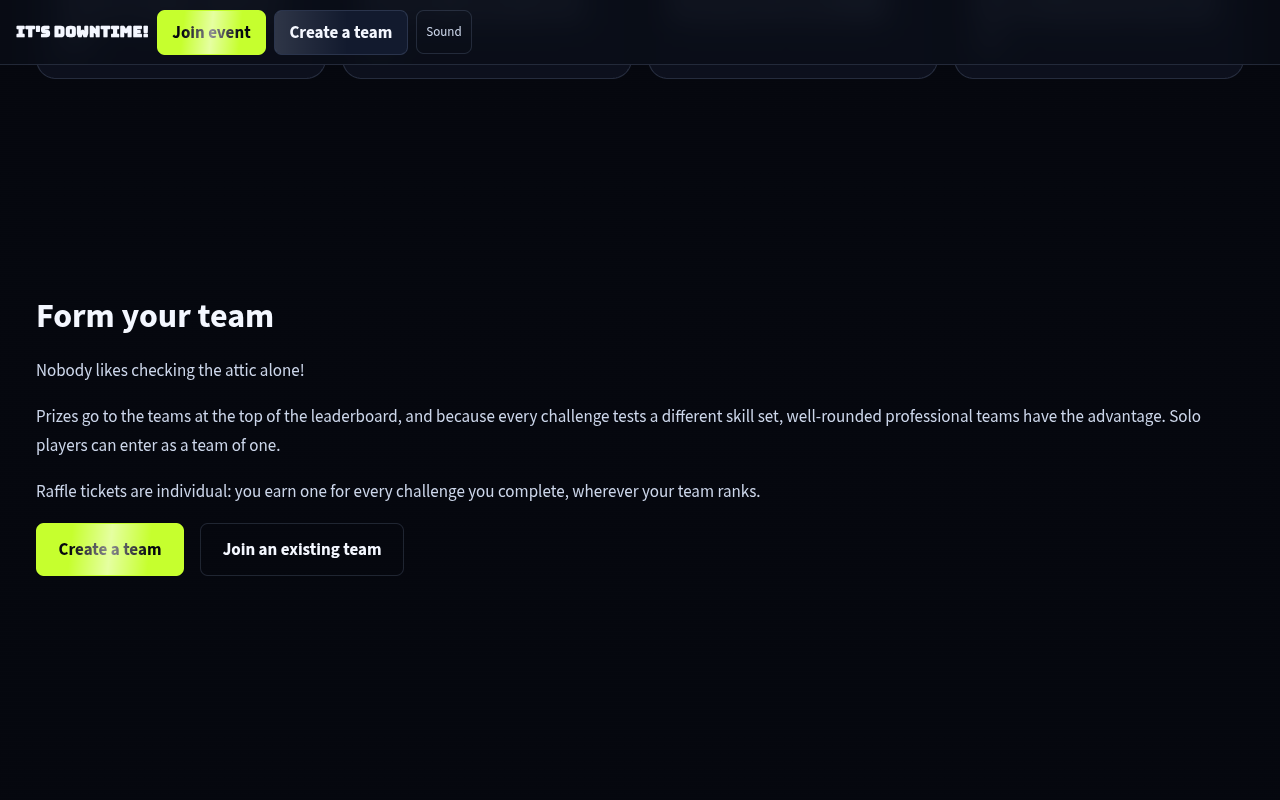 IT'S DOWNTIME!
Join event
Create a team
Sound
Form your team
Nobody likes checking the attic alone!
Prizes go to the teams at the top of the leaderboard, and because every challenge tests a different skill set, well-rounded professional teams have the advantage. Solo
players can enter as a team of one.
Raffle tickets are individual: you earn one for every challenge you complete, wherever your team ranks.
Create a team
Join an existing team